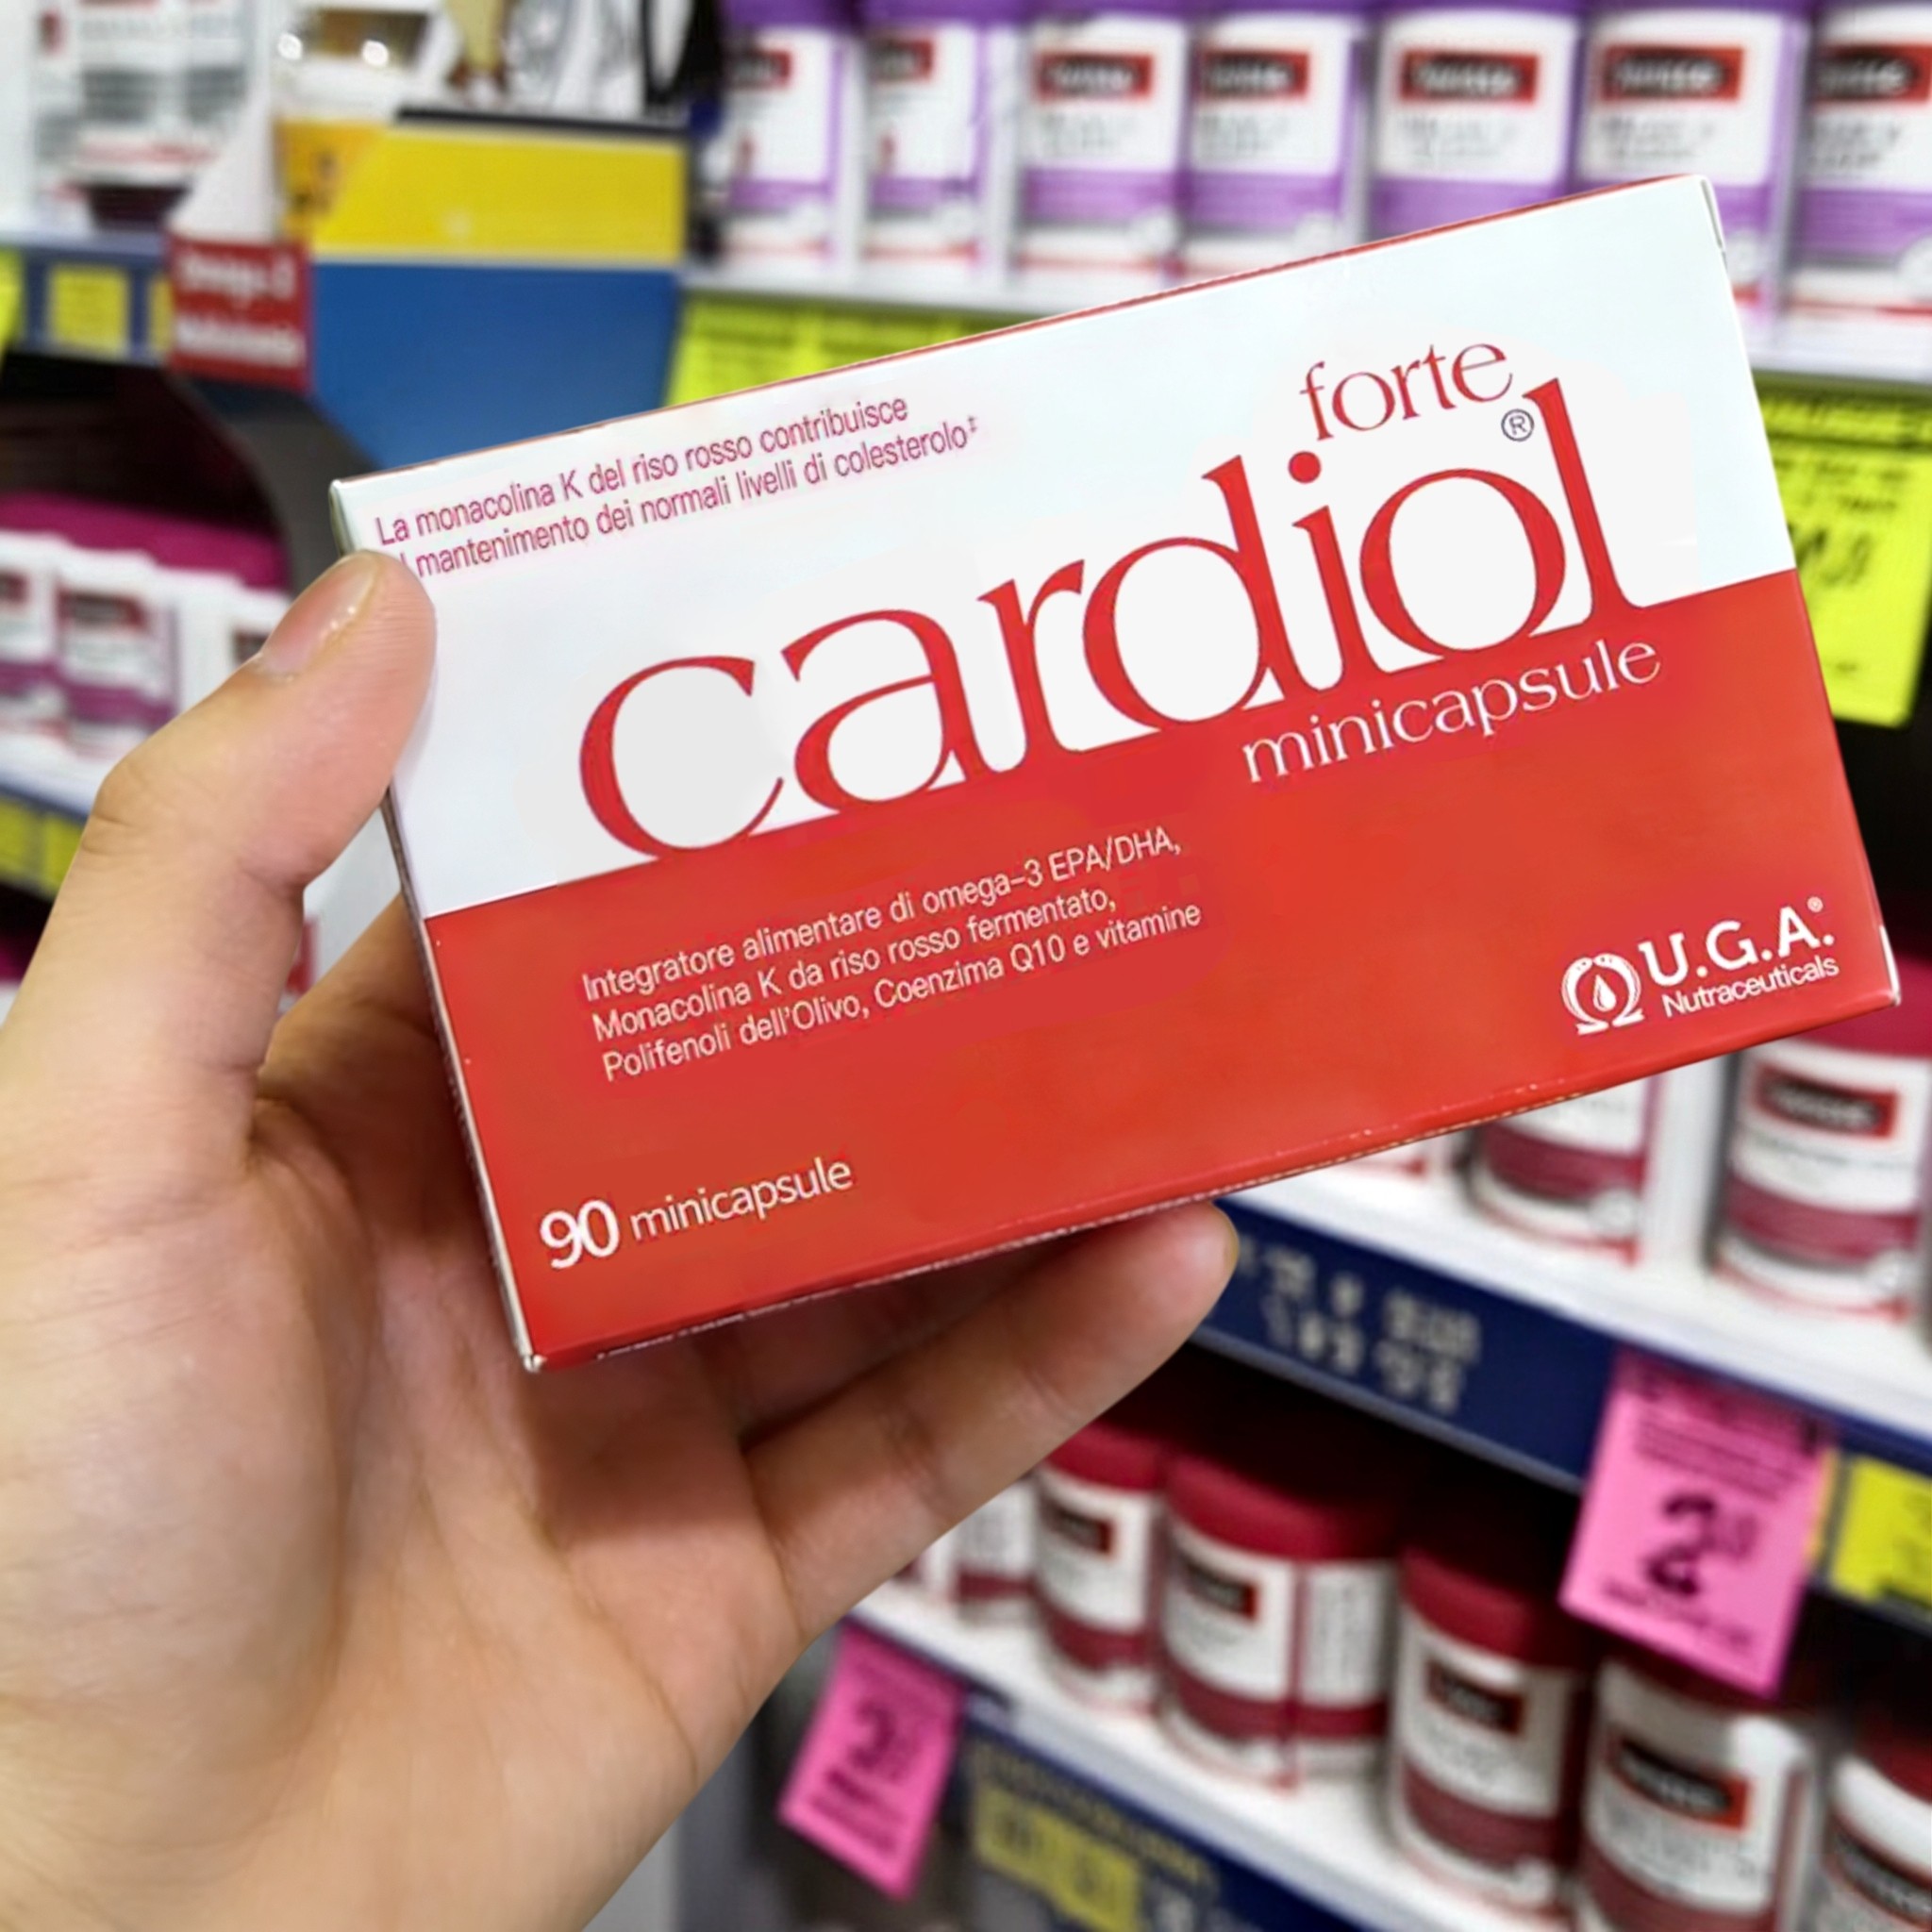 La monacolina K del riso rosso contribuisce
mantenimento dei normali livelli di colesterolo‡
forte
cardiol®
minicapsule
Integratore alimentare di omega-3 EPA/DHA,
Monacolina K da riso rosso fermentato,
Polifenoli dell'Olivo, Coenzima Q10 e vitamine
U.G.A.®
Nutraceuticals
90 minicapsule